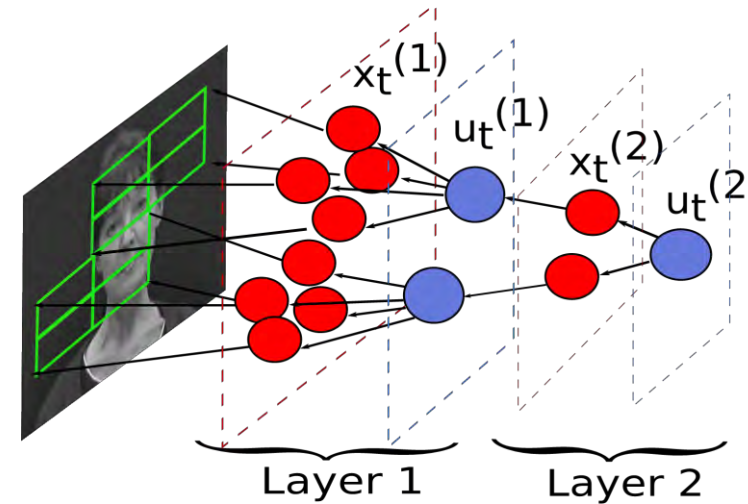 xt(1)
ut(1)
xt(2)
ut(2
Layer 1
Layer 2